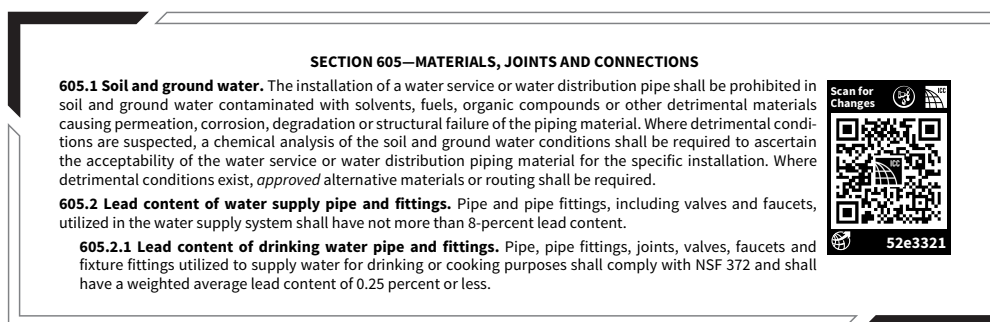 SECTION 605—MATERIALS, JOINTS AND CONNECTIONS
605.1 Soil and ground water. The installation of a water service or water distribution pipe shall be prohibited in
soil and ground water contaminated with solvents, fuels, organic compounds or other detrimental materials
causing permeation, corrosion, degradation or structural failure of the piping material. Where detrimental condi-
tions are suspected, a chemical analysis of the soil and ground water conditions shall be required to ascertain
the acceptability of the water service or water distribution piping material for the specific installation. Where
detrimental conditions exist, approved alternative materials or routing shall be required.
Scan for
Changes
ICC
ICC
52e3321
605.2 Lead content of water supply pipe and fittings. Pipe and pipe fittings, including valves and faucets,
utilized in the water supply system shall have not more than 8-percent lead content.
605.2.1 Lead content of drinking water pipe and fittings. Pipe, pipe fittings, joints, valves, faucets and
fixture fittings utilized to supply water for drinking or cooking purposes shall comply with NSF 372 and shall
have a weighted average lead content of 0.25 percent or less.